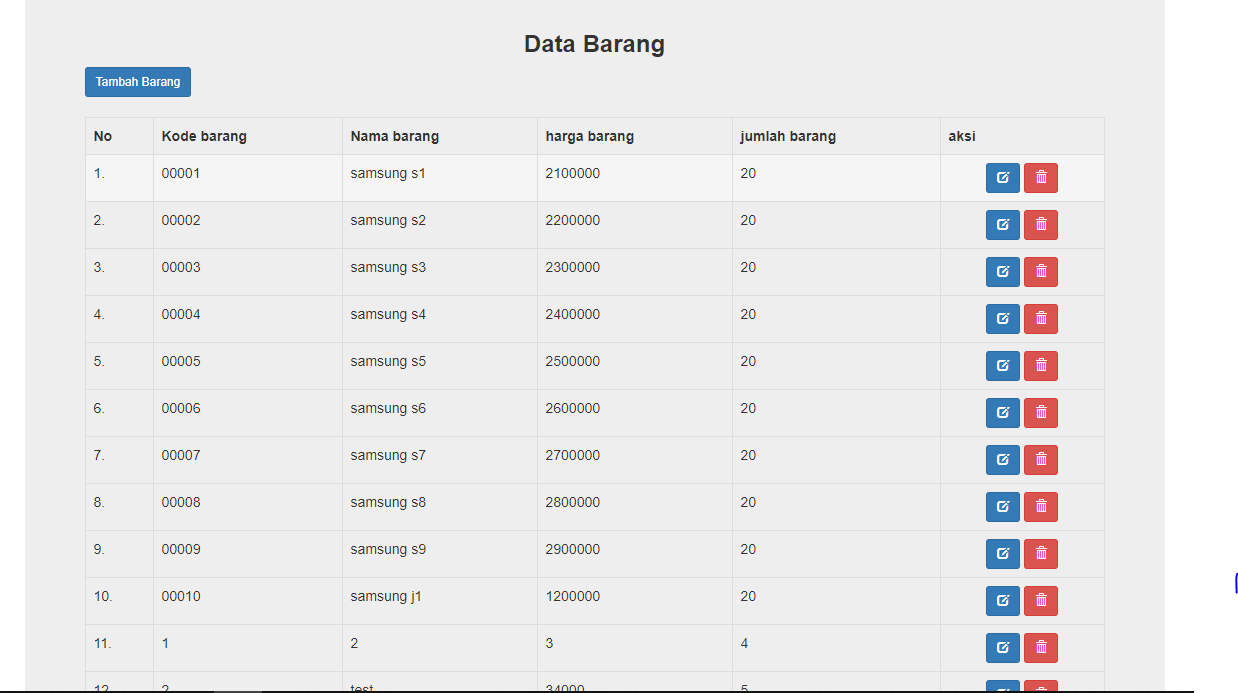 Data Barang
Tambah Barang
No Kode barang Nama barang harga barang jumlah barang aksi
1. 00001 samsung s1 2100000 20
2. 00002 samsung s2 2200000 20
3. 00003 samsung s3 2300000 20
4. 00004 samsung s4 2400000 20
5. 00005 samsung s5 2500000 20
6. 00006 samsung s6 2600000 20
7. 00007 samsung s7 2700000 20
8. 00008 samsung s8 2800000 20
9. 00009 samsung s9 2900000 20
10. 00010 samsung j1 1200000 20
11. 1 2 3 4
12. 2 test 34000 5